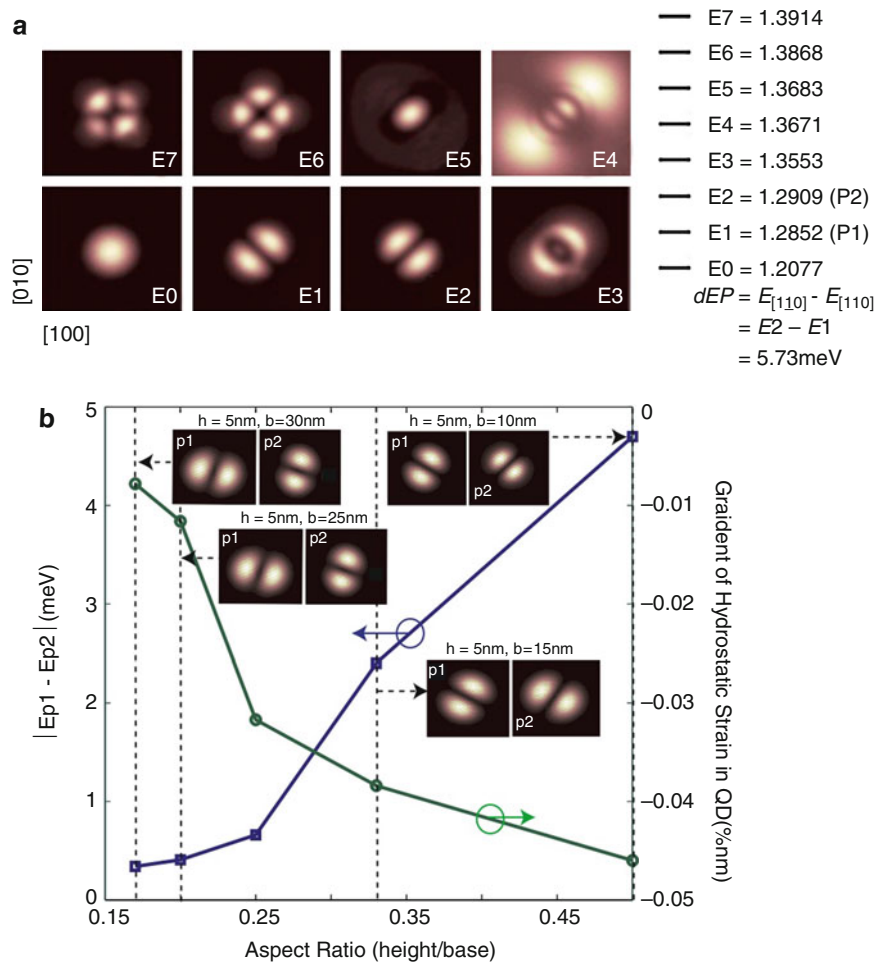 a
E7
E6
E5
E4
E0
E1
E2
E3
[010]
[100]
E7 = 1.3914
E6 = 1.3868
E5 = 1.3683
E4 = 1.3671
E3 = 1.3553
E2 = 1.2909 (P2)
E1 = 1.2852 (P1)
E0 = 1.2077
dEP = E[110] - E[110]
= E2 – E1
= 5.73meV
b
h = 5nm, b=30nm
p1
p2
h = 5nm, b=10nm
p1
p2
h = 5nm, b=25nm
p1
p2
h = 5nm, b=15nm
p1
p2
5
4
3
2
1
0
|Ep1 - Ep2| (meV)
0
–0.01
–0.02
–0.03
–0.04
–0.05
Graident of Hydrostatic Strain in QD(%nm)
0.15
0.25
0.35
0.45
Aspect Ratio (height/base)